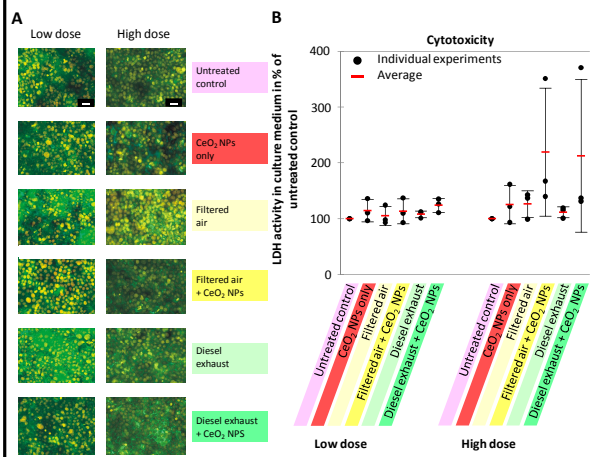 A
Low dose
High dose
Untreated
control
CeO2 NPs
only
Filtered
air
Filtered air
+ CeO2 NPs
Diesel
exhaust
Diesel exhaust
+ CeO2 NPS
B
Cytotoxicity
LDH activity in culture medium in % of
untreated control
400
300
200
100
0
Individual experiments
Average
Untreated control
CeO2 NPs only
Filtered air
Filtered air + CeO2 NPs
Diesel exhaust
Diesel exhaust + CeO2 NPs
Untreated control
CeO2 NPs only
Filtered air
Filtered air + CeO2 NPs
Diesel exhaust
Diesel exhaust + CeO2 NPs
Low dose
High dose